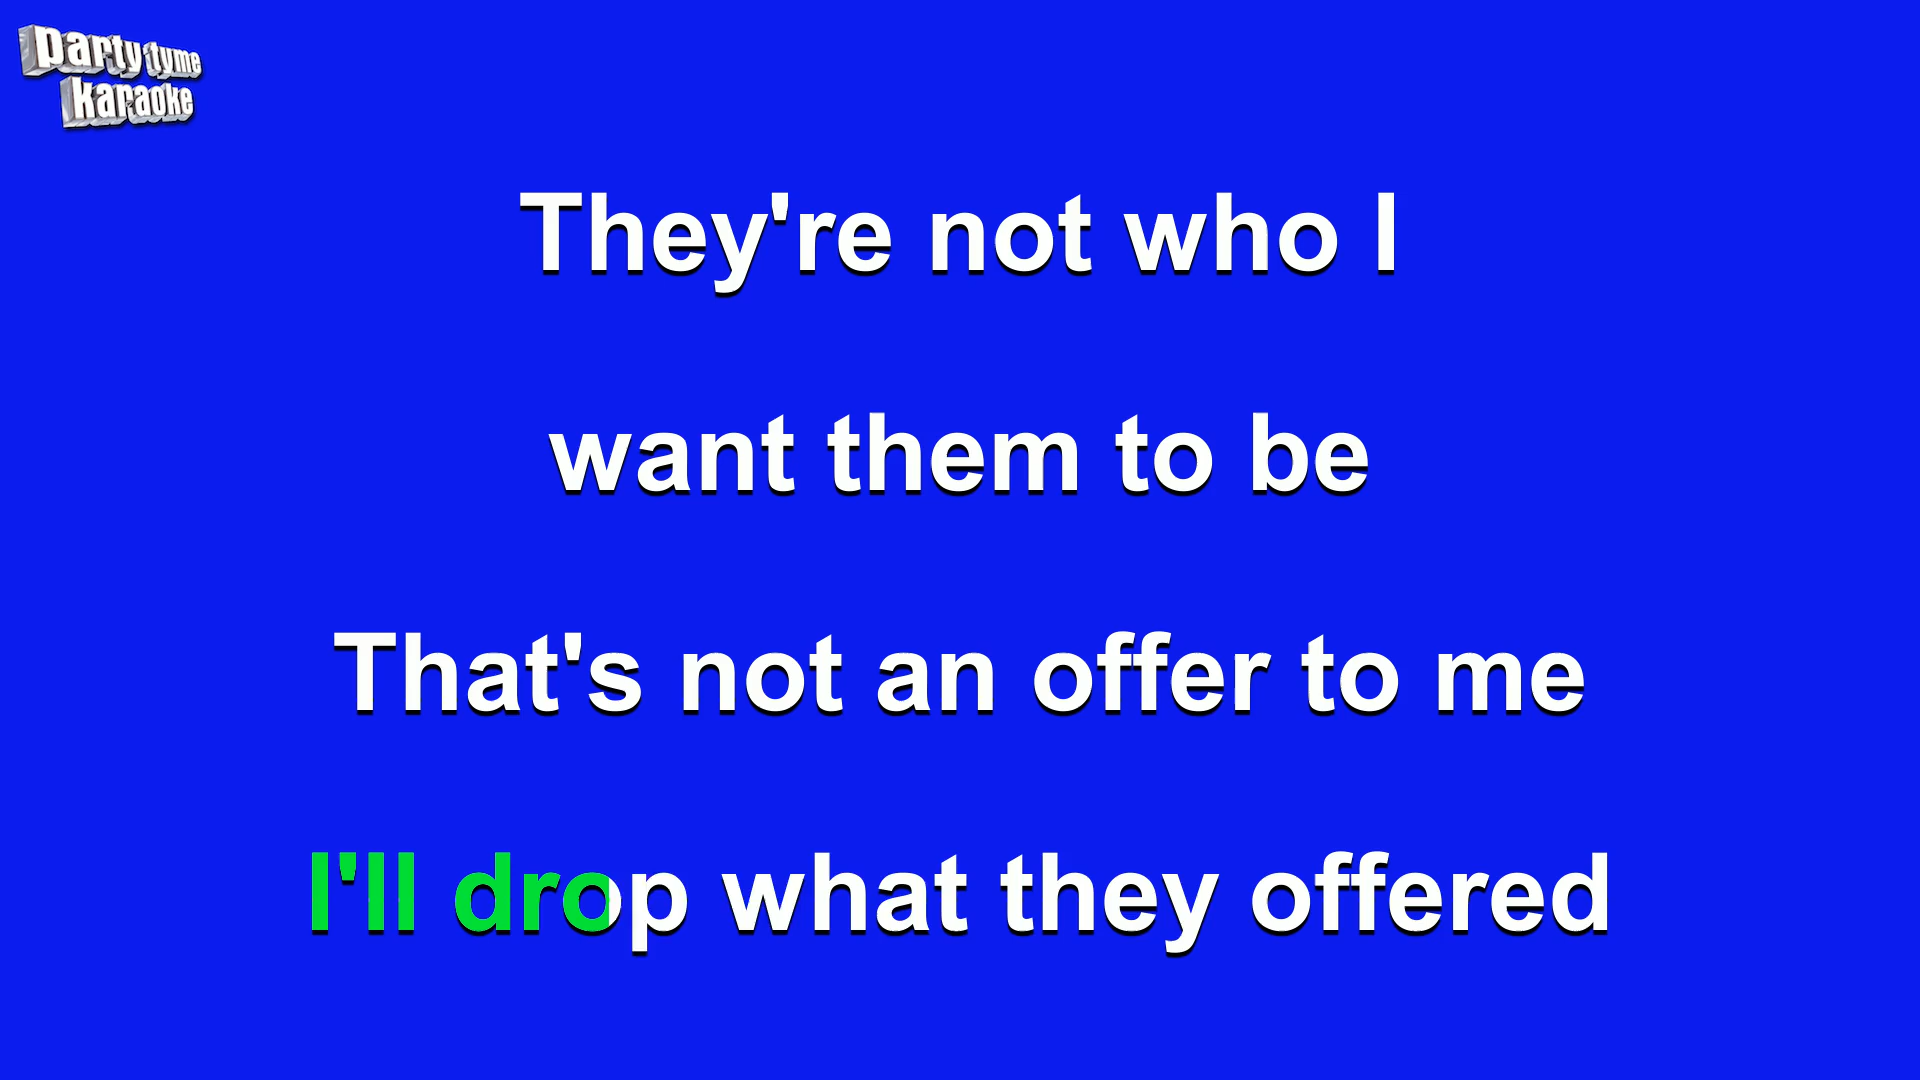 party tyme
karaoke
They're not who I
want them to be
That's not an offer to me
I'll drop what they offered